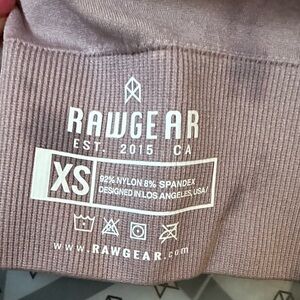 RAWGEAR
EST. 2015 CA
XS
92% NYLON 8% SPANDEX
DESIGNED IN LOS ANGELES, USA/
www.RAWGEAR.com